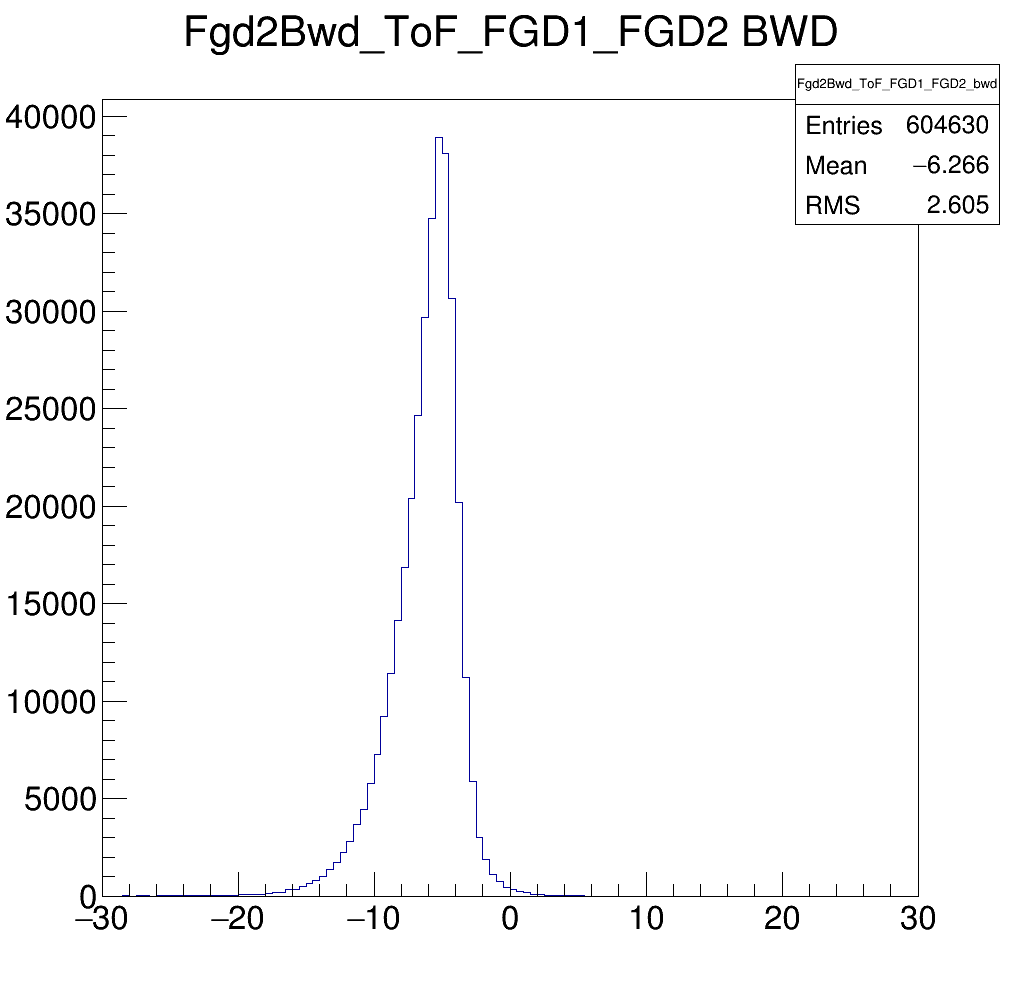 Fgd2Bwd_ToF_FGD1_FGD2 BWD
Fgd2Bwd_ToF_FGD1_FGD2_bwd
Entries 604630
Mean −6.266
RMS 2.605
40000
35000
30000
25000
20000
15000
10000
5000
0
−30 −20 −10 0 10 20 30